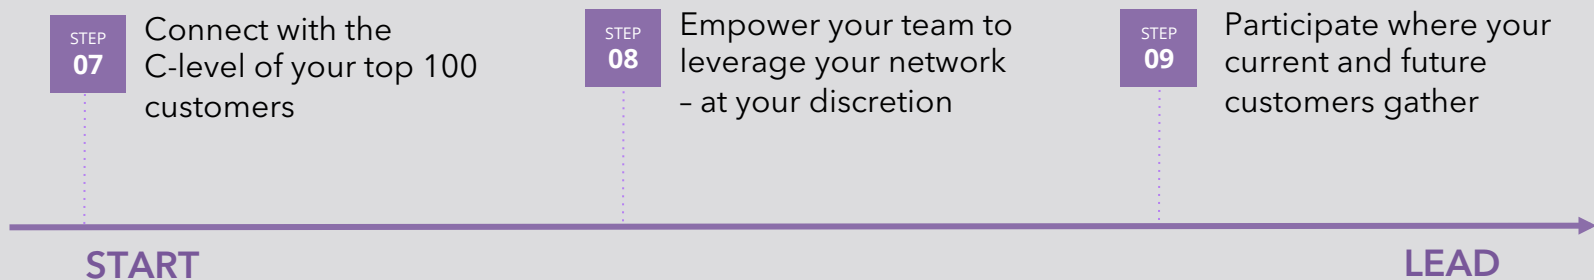 STEP
07
Connect with the
C-level of your top 100
customers
STEP
08
Empower your team to
leverage your network
– at your discretion
STEP
09
Participate where your
current and future
customers gather
START
LEAD